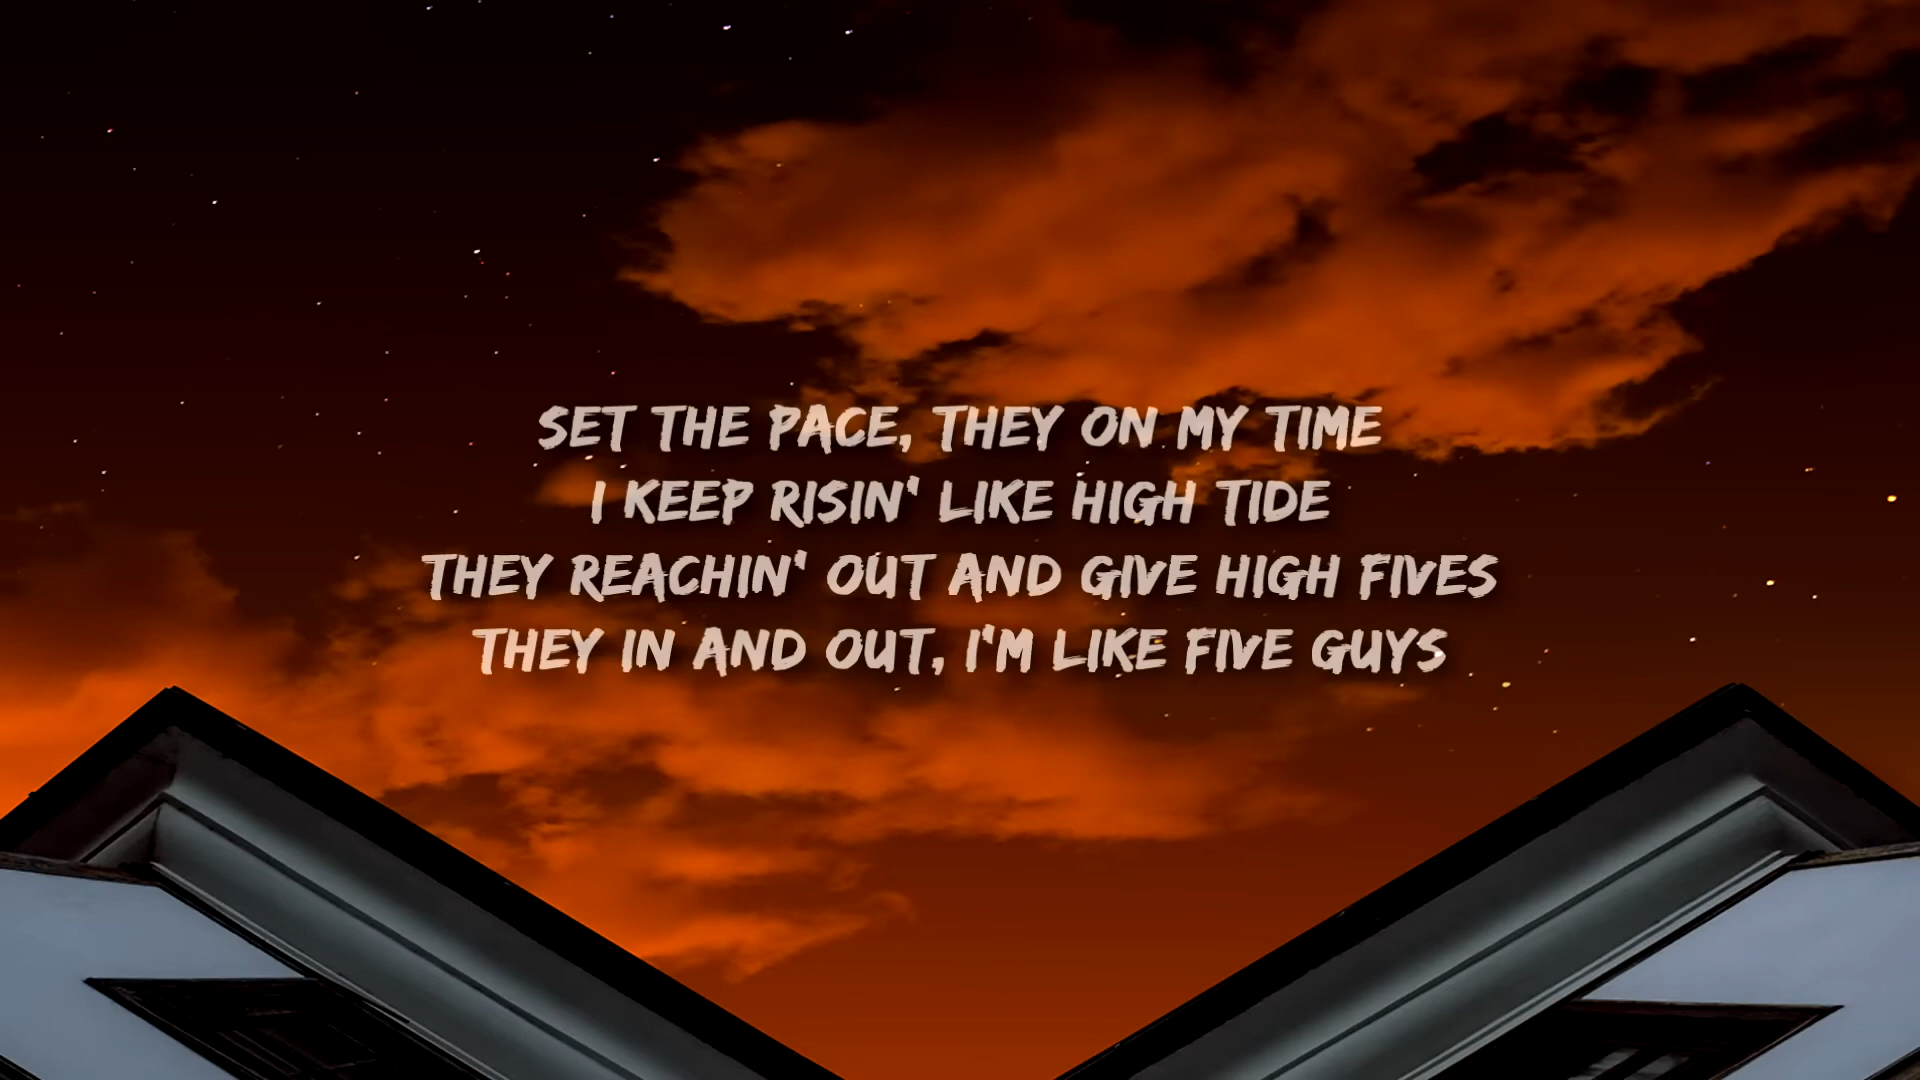 SET THE PACE, THEY ON MY TIME
I KEEP RISIN' LIKE HIGH TIDE
THEY REACHIN' OUT AND GIVE HIGH FIVES
THEY IN AND OUT, I'M LIKE FIVE GUYS